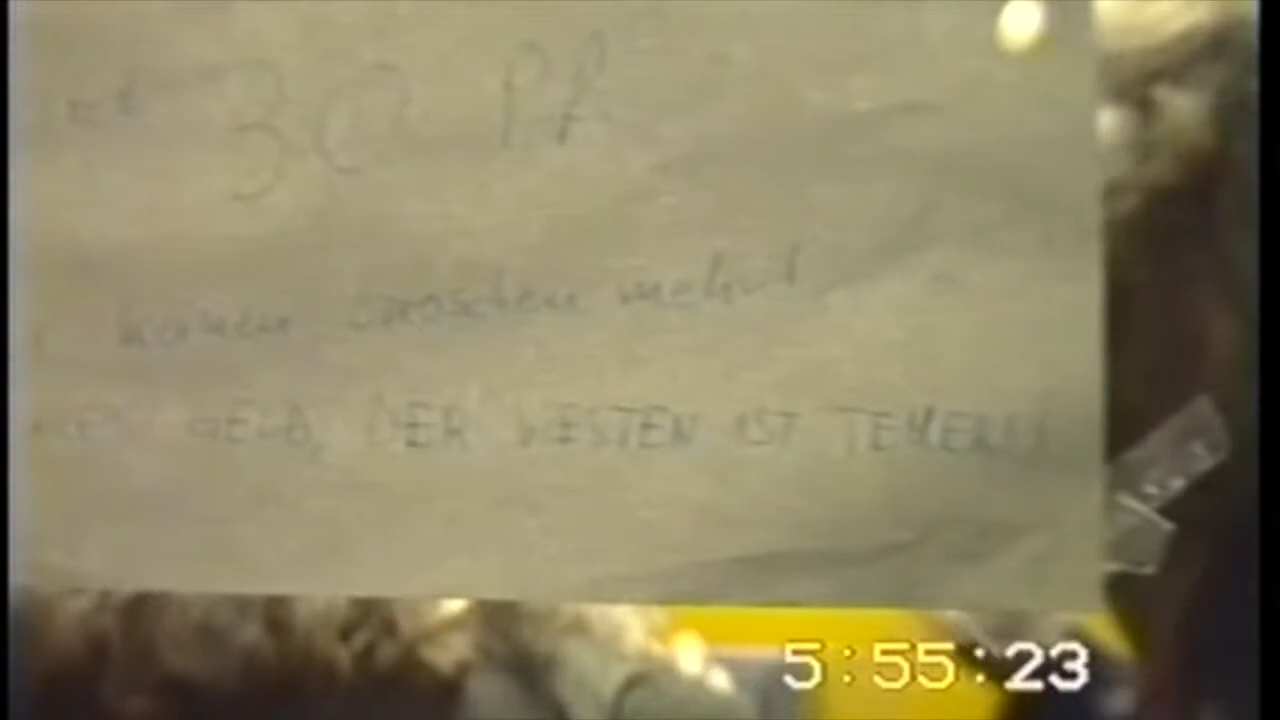 30 Pf
keinen Groschen mehr!
GELD, DER WESTEN IST TEUER!
5:55:23